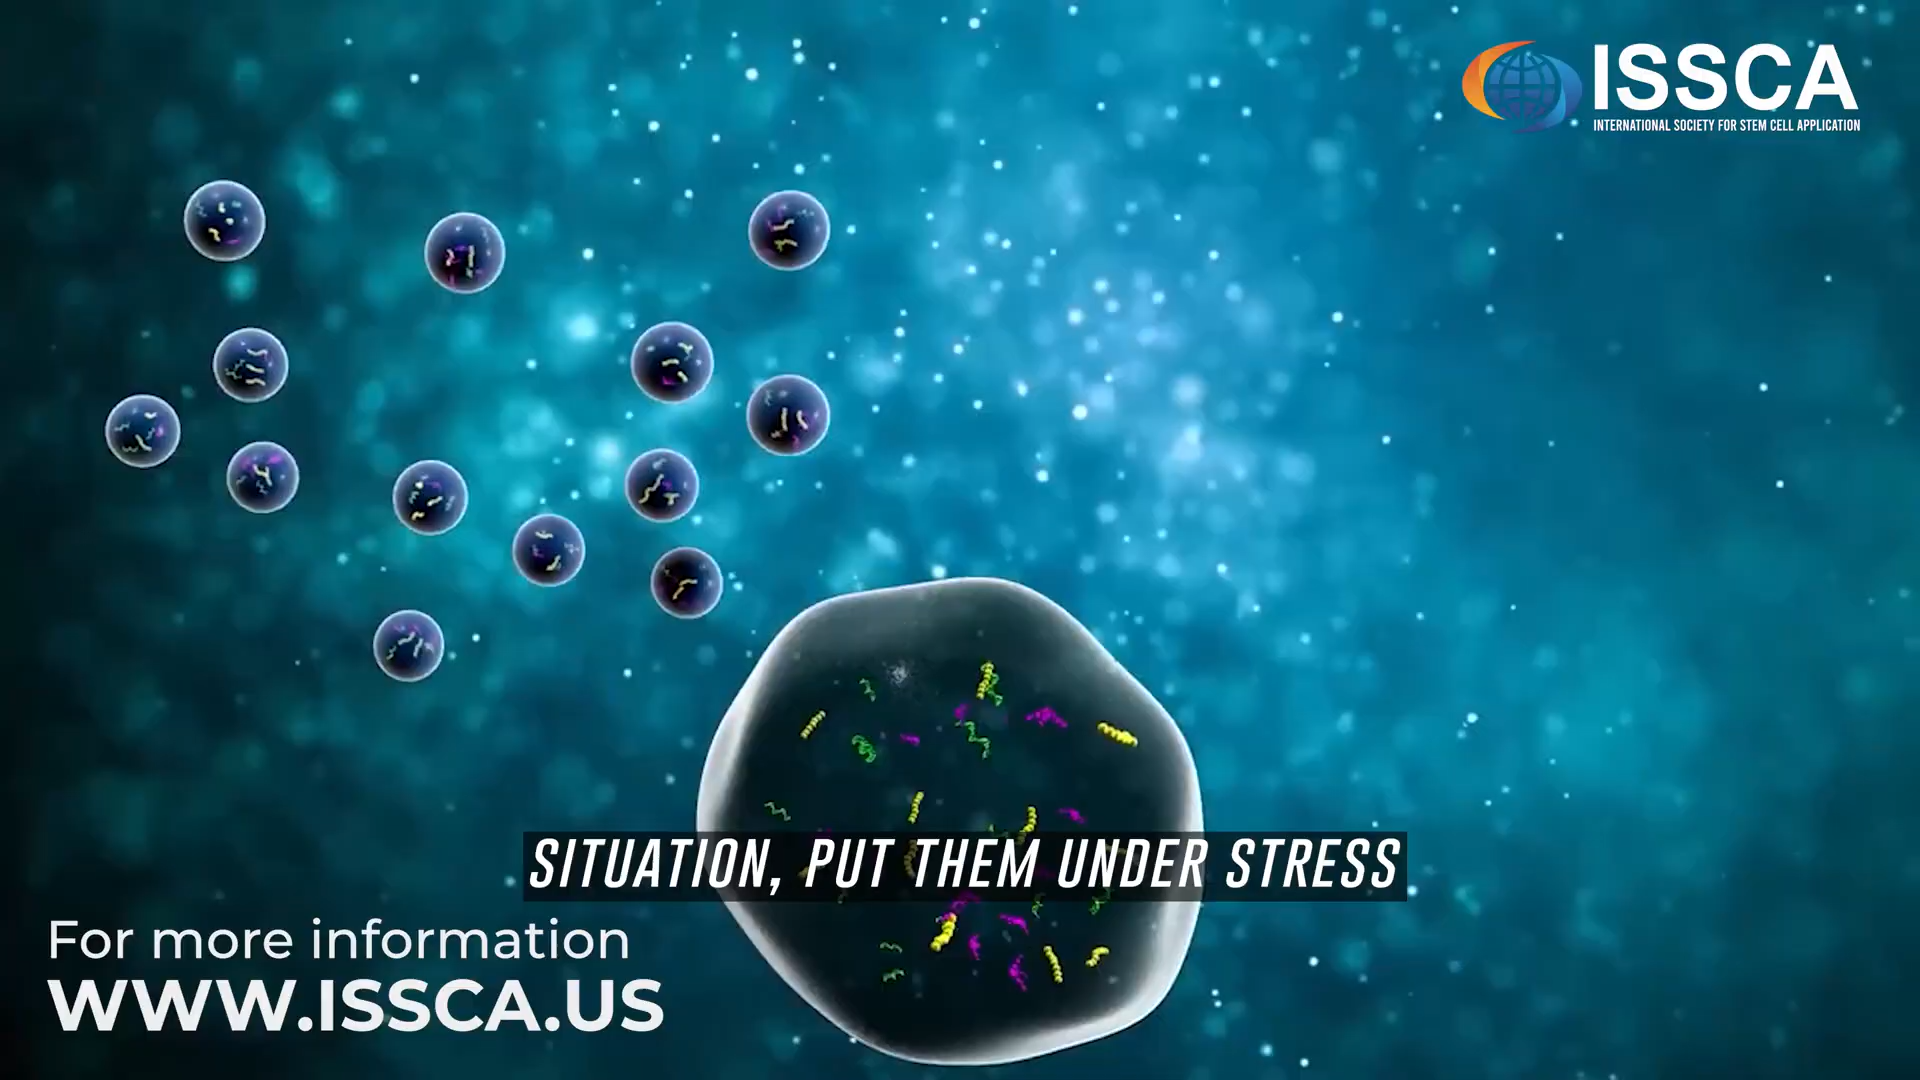 ISSCA
INTERNATIONAL SOCIETY FOR STEM CELL APPLICATION
SITUATION, PUT THEM UNDER STRESS
For more information
WWW.ISSCA.US